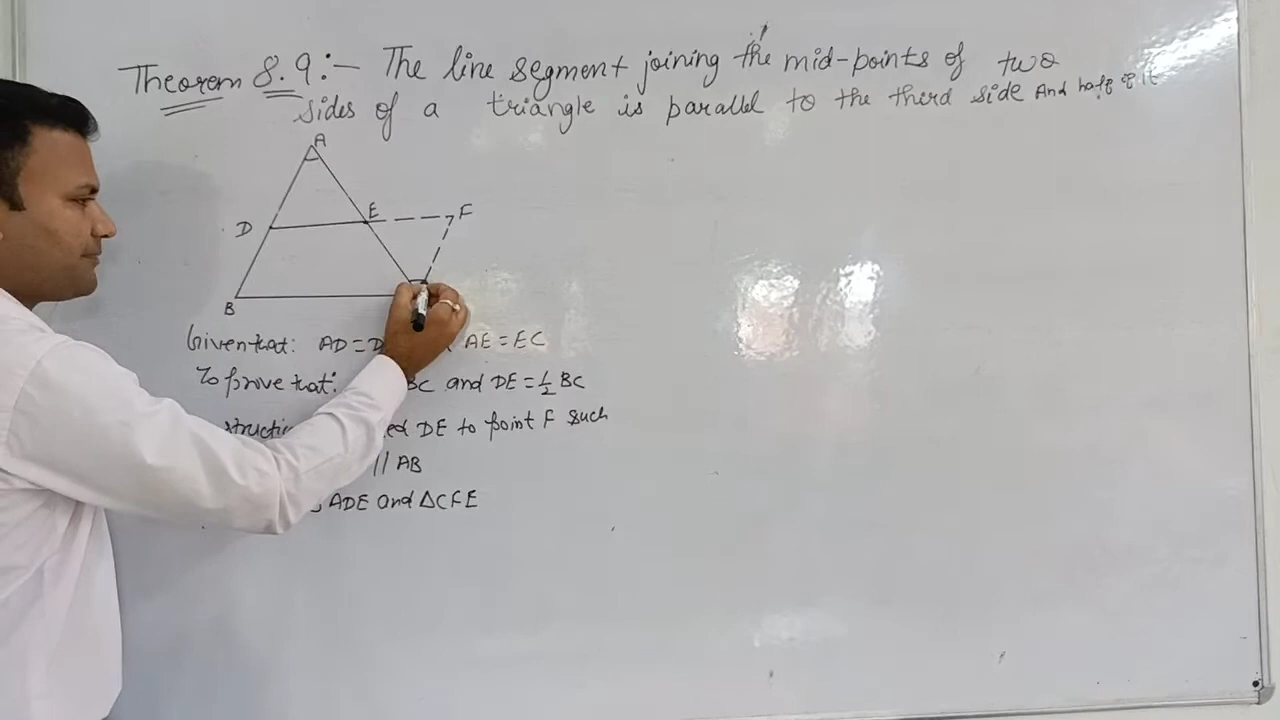 Theorem 8.9:- The line segment joining the mid-points of two
sides of a triangle is parallel to the third side And half of it
A
D
E
F
B
Given that: AD = D AE = EC
To prove that: BC and DE = 1/2 BC
DE to point F such
|| AB
ADE and △CFE